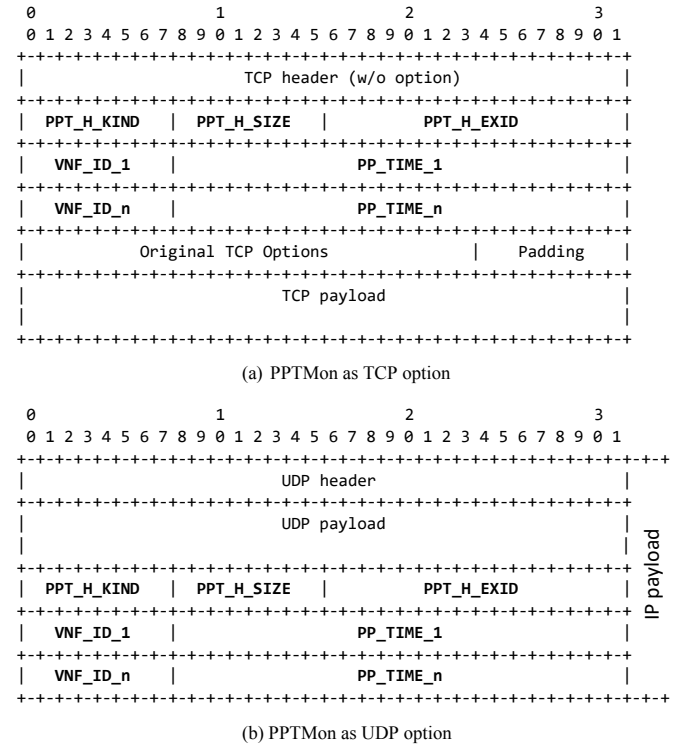 0                   1                   2                   3
0 1 2 3 4 5 6 7 8 9 0 1 2 3 4 5 6 7 8 9 0 1 2 3 4 5 6 7 8 9 0 1
+-+-+-+-+-+-+-+-+-+-+-+-+-+-+-+-+-+-+-+-+-+-+-+-+-+-+-+-+-+-+-+-+
| TCP header (w/o option) |
+-+-+-+-+-+-+-+-+-+-+-+-+-+-+-+-+-+-+-+-+-+-+-+-+-+-+-+-+-+-+-+-+
| PPT_H_KIND | PPT_H_SIZE | PPT_H_EXID |
+-+-+-+-+-+-+-+-+-+-+-+-+-+-+-+-+-+-+-+-+-+-+-+-+-+-+-+-+-+-+-+-+
| VNF_ID_1 | PP_TIME_1 |
+-+-+-+-+-+-+-+-+-+-+-+-+-+-+-+-+-+-+-+-+-+-+-+-+-+-+-+-+-+-+-+-+
| VNF_ID_n | PP_TIME_n |
+-+-+-+-+-+-+-+-+-+-+-+-+-+-+-+-+-+-+-+-+-+-+-+-+-+-+-+-+-+-+-+-+
| Original TCP Options | Padding |
+-+-+-+-+-+-+-+-+-+-+-+-+-+-+-+-+-+-+-+-+-+-+-+-+-+-+-+-+-+-+-+-+
| TCP payload |
| |
+-+-+-+-+-+-+-+-+-+-+-+-+-+-+-+-+-+-+-+-+-+-+-+-+-+-+-+-+-+-+-+-+
(a) PPTMon as TCP option
0                   1                   2                   3
0 1 2 3 4 5 6 7 8 9 0 1 2 3 4 5 6 7 8 9 0 1 2 3 4 5 6 7 8 9 0 1
+-+-+-+-+-+-+-+-+-+-+-+-+-+-+-+-+-+-+-+-+-+-+-+-+-+-+-+-+-+-+-+-+-+-+
| UDP header |
+-+-+-+-+-+-+-+-+-+-+-+-+-+-+-+-+-+-+-+-+-+-+-+-+-+-+-+-+-+-+-+-+
| UDP payload |
| |
+-+-+-+-+-+-+-+-+-+-+-+-+-+-+-+-+-+-+-+-+-+-+-+-+-+-+-+-+-+-+-+-+
| PPT_H_KIND | PPT_H_SIZE | PPT_H_EXID |
+-+-+-+-+-+-+-+-+-+-+-+-+-+-+-+-+-+-+-+-+-+-+-+-+-+-+-+-+-+-+-+-+
| VNF_ID_1 | PP_TIME_1 |
+-+-+-+-+-+-+-+-+-+-+-+-+-+-+-+-+-+-+-+-+-+-+-+-+-+-+-+-+-+-+-+-+
| VNF_ID_n | PP_TIME_n |
+-+-+-+-+-+-+-+-+-+-+-+-+-+-+-+-+-+-+-+-+-+-+-+-+-+-+-+-+-+-+-+-+-+-+
IP payload
(b) PPTMon as UDP option